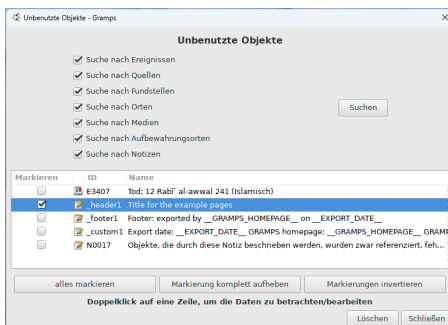 Unbenutzte Objekte - Gramps
Unbenutzte Objekte
Suche nach Ereignissen
Suche nach Quellen
Suche nach Fundstellen
Suche nach Orten
Suchen
Suche nach Medien
Suche nach Aufbewahrungsorten
Suche nach Notizen
Markieren ID Name
E3407 Tod; 12 Rabi` al-awwal 241 (Islamisch)
_header1 Title for the example pages
_footer1 Footer: exported by __GRAMPS_HOMEPAGE__ on __EXPORT_DATE__
_custom1 Export date: __EXPORT_DATE__ GRAMPS homepage: __GRAMPS_HOMEPAGE__ GRAM
N0017 Objekte, die durch diese Notiz beschrieben werden, wurden zwar referenziert, feh...
alles markieren Markierung komplett aufheben Markierungen invertieren
Doppelklick auf eine Zeile, um die Daten zu betrachten/bearbeiten
Löschen Schließen